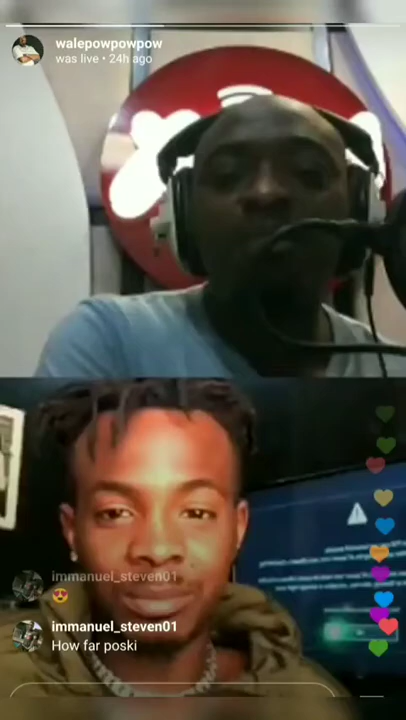 walepowpowpow
was live • 24h ago
immanuel_steven01
😍
immanuel_steven01
How far poski